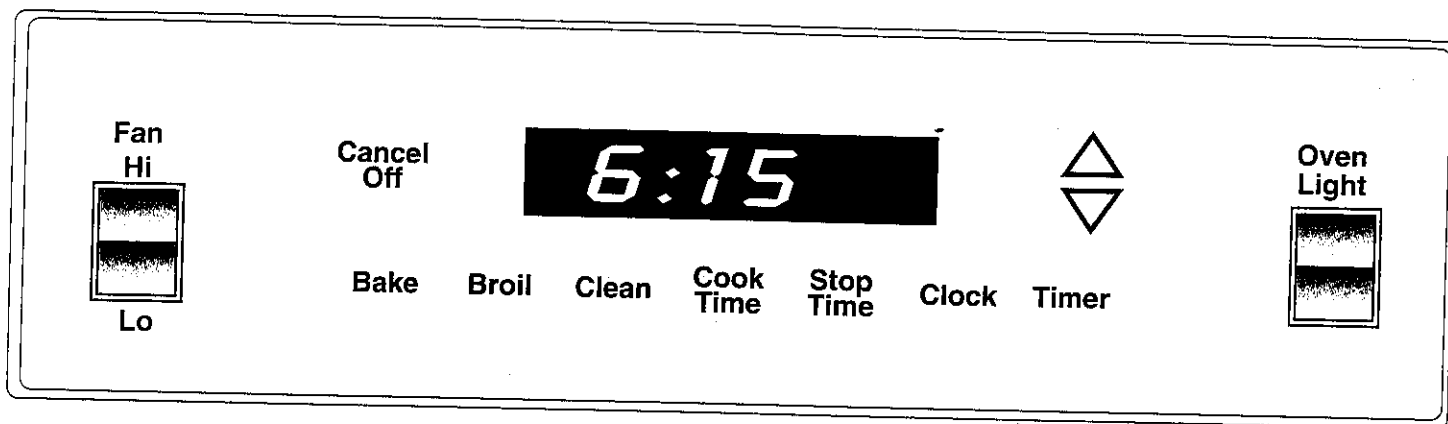 Fan
Hi
Lo
Cancel
Off
6:15
Bake
Broil
Clean
Cook
Time
Stop
Time
Clock
Timer
Oven
Light